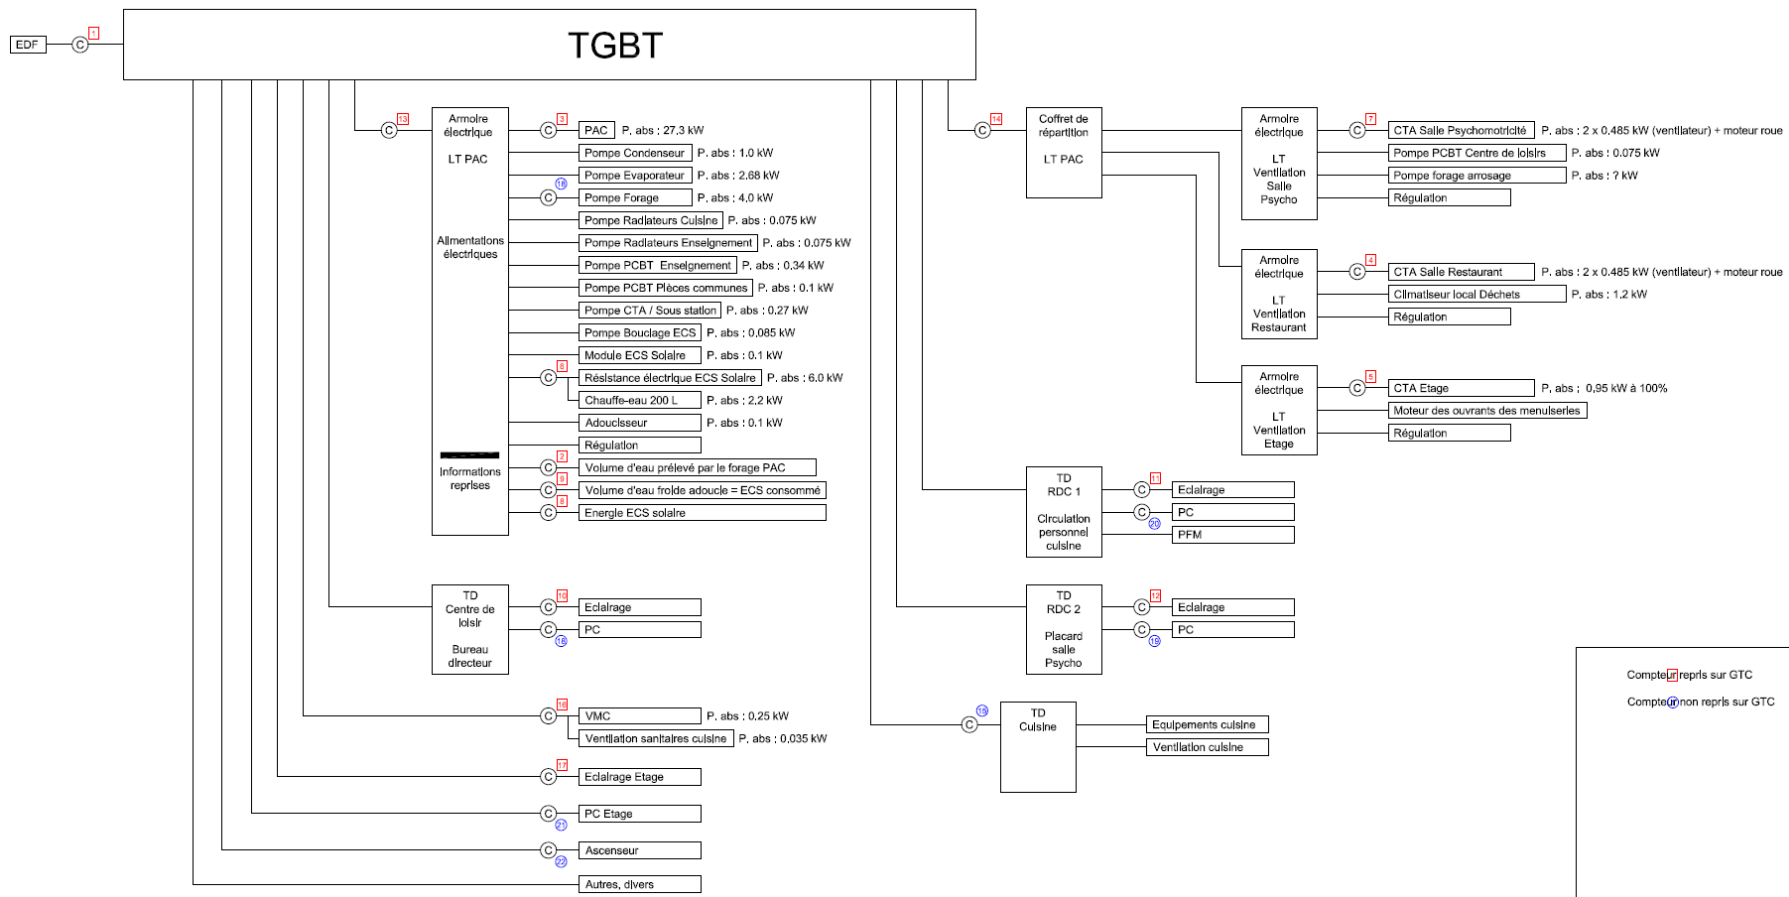 EDF
C
1
TGBT
C
13
Armoire
électrique
LT PAC
Alimentations
électriques
Informations
reprises
C
3
PAC
P. abs : 27,3 kW
Pompe Condenseur
P. abs : 1.0 kW
Pompe Evaporateur
P. abs : 2.68 kW
C
18
Pompe Forage
P. abs : 4,0 kW
Pompe Radiateurs Cuisine
P. abs : 0.075 kW
Pompe Radiateurs Enseignement
P. abs : 0.075 kW
Pompe PCBT Enseignement
P. abs : 0,34 kW
Pompe PCBT Pièces communes
P. abs : 0.1 kW
Pompe CTA / Sous station
P. abs : 0.27 kW
Pompe Bouclage ECS
P. abs : 0,085 kW
Module ECS Solaire
P. abs : 0.1 kW
C
6
Résistance électrique ECS Solaire
P. abs : 6.0 kW
Chauffe-eau 200 L
P. abs : 2.2 kW
Adoucisseur
P. abs : 0.1 kW
Régulation
C
2
Volume d'eau prélevé par le forage PAC
C
9
Volume d'eau froide adoucie = ECS consommé
C
8
Energie ECS solaire
TD
Centre de
loisir
Bureau
directeur
C
10
Eclairage
C
16
PC
C
16
VMC
P. abs : 0,25 kW
Ventilation sanitaires cuisine
P. abs : 0,035 kW
C
17
Eclairage Etage
C
21
PC Etage
C
22
Ascenseur
Autres, divers
C
14
Coffret de
répartition
LT PAC
Armoire
électrique
LT
Ventilation
Salle
Psycho
C
7
CTA Salle Psychomotricité
P. abs : 2 x 0.485 kW (ventilateur) + moteur roue
Pompe PCBT Centre de loisirs
P. abs : 0.075 kW
Pompe forage arrosage
P. abs : ? kW
Régulation
Armoire
électrique
LT
Ventilation
Restaurant
C
4
CTA Salle Restaurant
P. abs : 2 x 0.485 kW (ventilateur) + moteur roue
Climatiseur local Déchets
P. abs : 1,2 kW
Régulation
Armoire
électrique
LT
Ventilation
Etage
C
5
CTA Etage
P. abs : 0,95 kW à 100%
Moteur des ouvrants des menuiseries
Régulation
TD
RDC 1
Circulation
personnel
cuisine
C
11
Eclairage
C
20
PC
PFM
TD
RDC 2
Placard
salle
Psycho
C
12
Eclairage
C
19
PC
C
15
TD
Cuisine
Equipements cuisine
Ventilation cuisine
Compteur repris sur GTC
Compteur non repris sur GTC